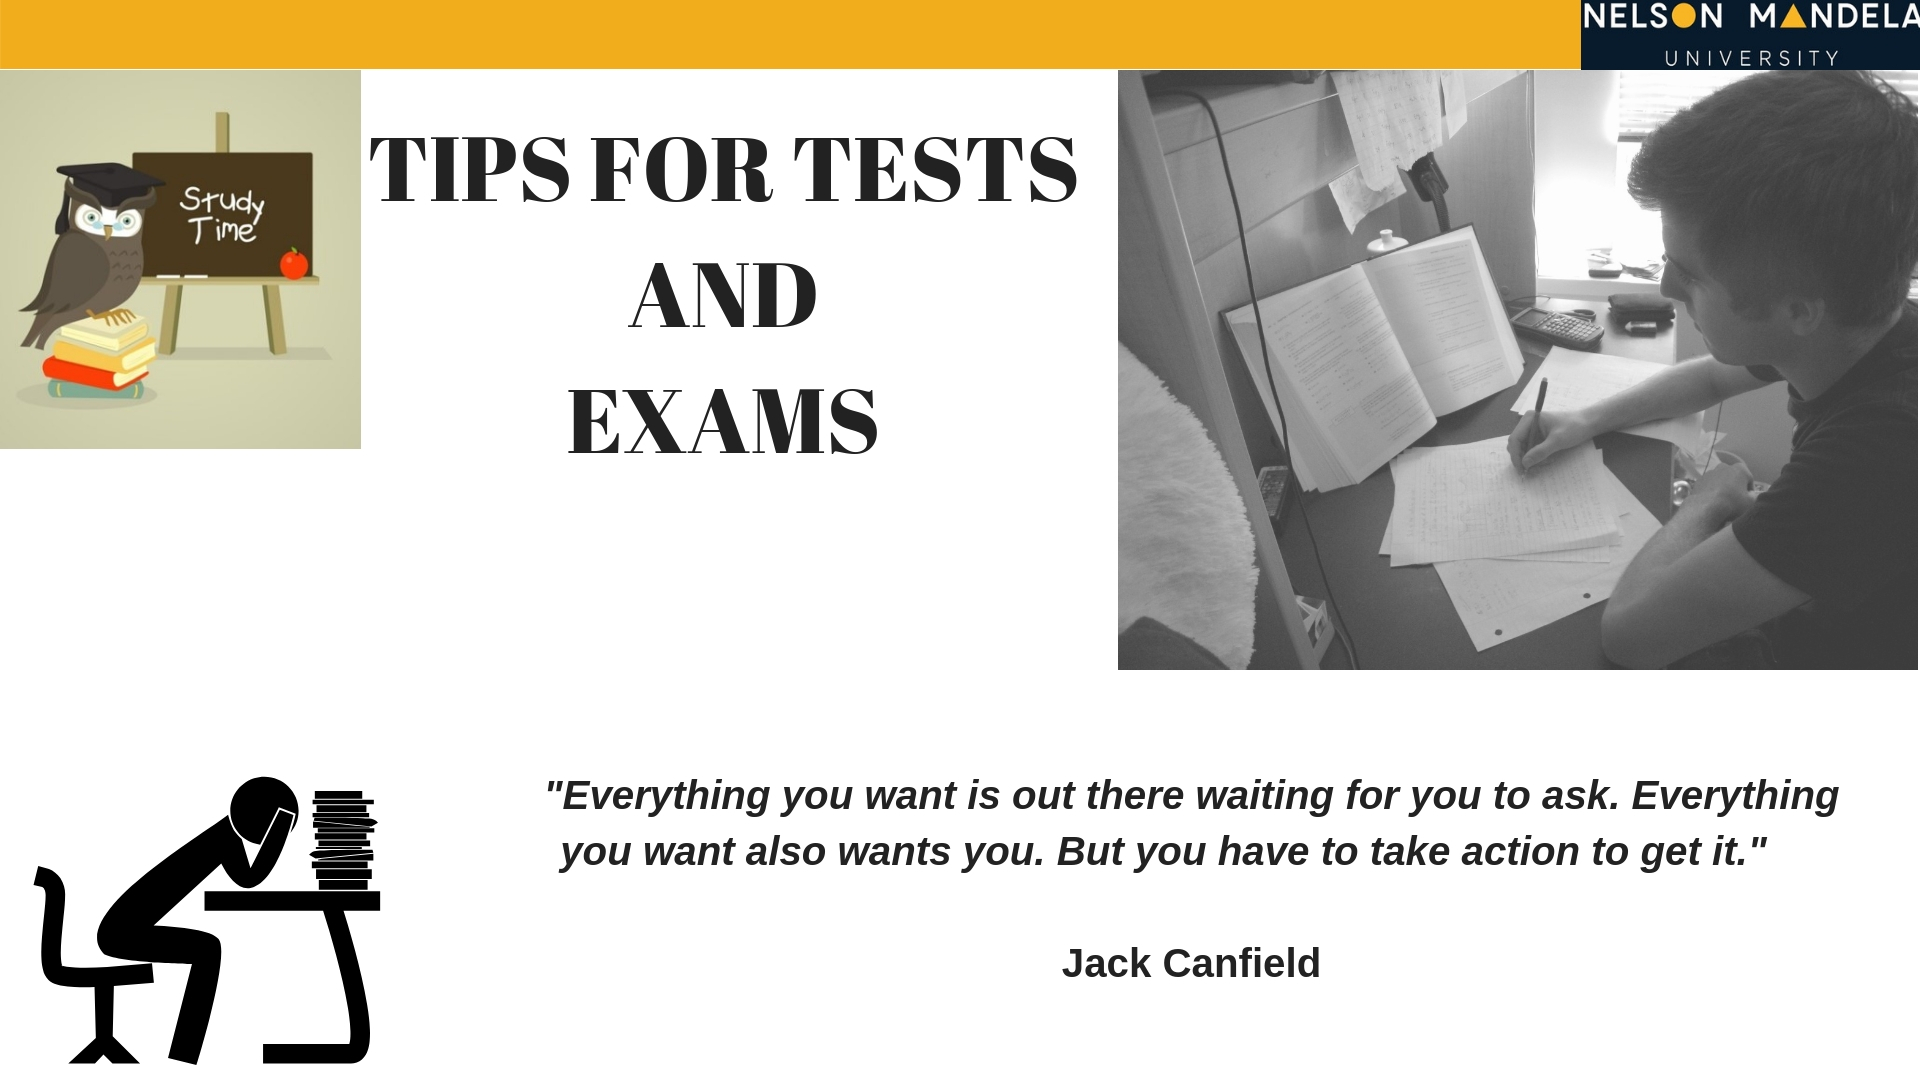 NELSON MANDELA
UNIVERSITY
Study
Time
TIPS FOR TESTS
AND
EXAMS
"Everything you want is out there waiting for you to ask. Everything
you want also wants you. But you have to take action to get it."
Jack Canfield